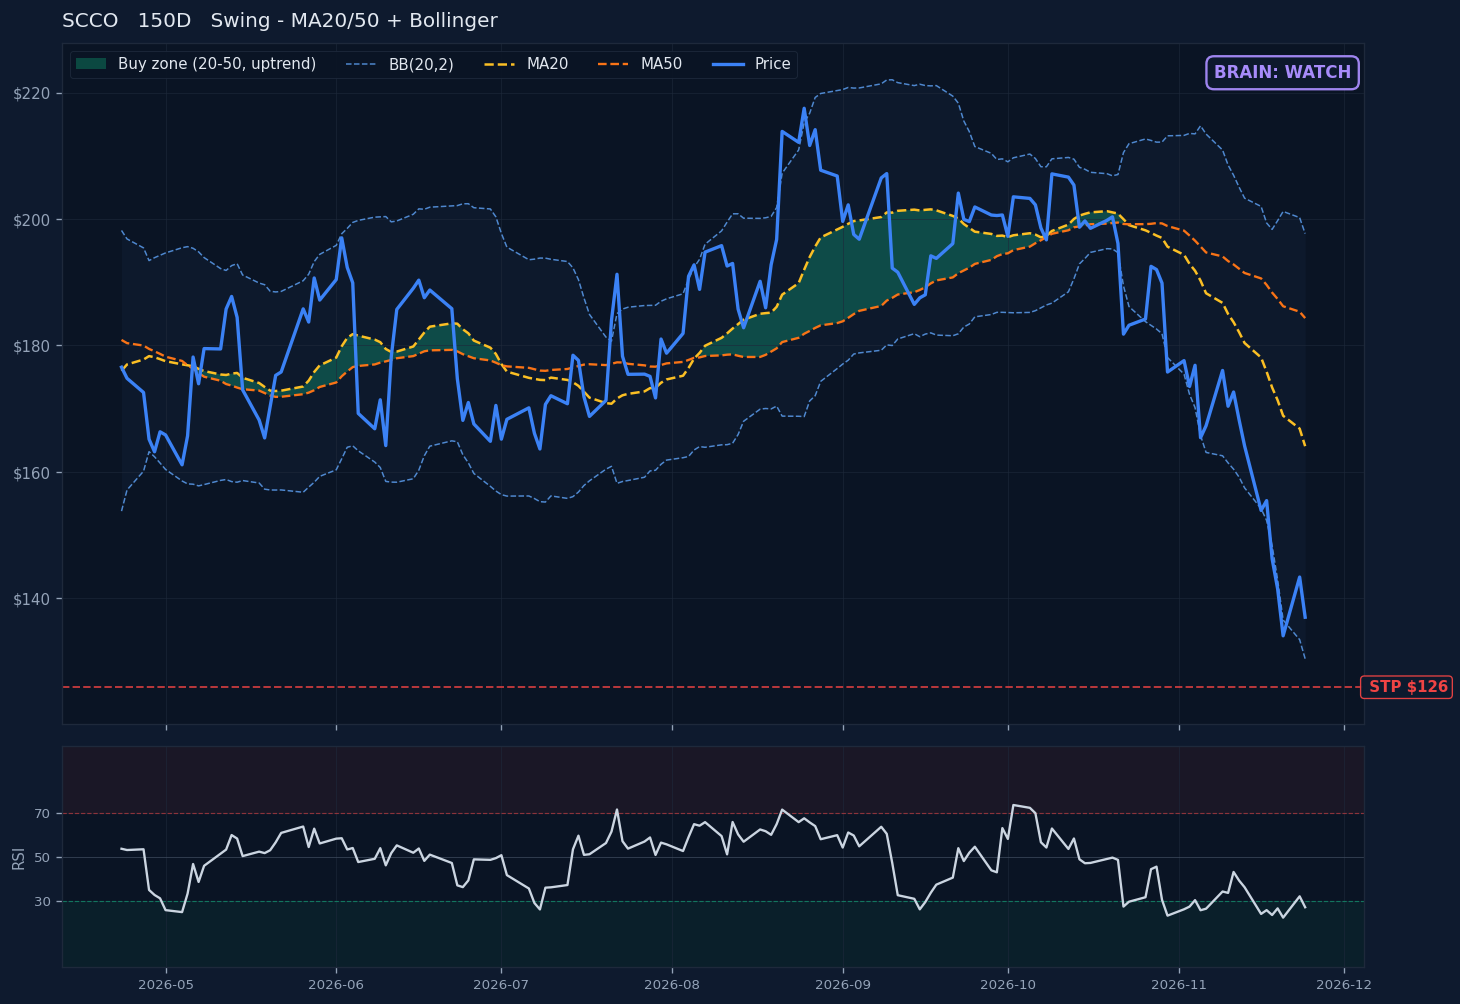 SCCO   150D   Swing - MA20/50 + Bollinger
Buy zone (20-50, uptrend)
BB(20,2)
MA20
MA50
Price
BRAIN: WATCH
$220
$200
$180
$160
$140
STP $126
RSI
70
50
30
2026-05
2026-06
2026-07
2026-08
2026-09
2026-10
2026-11
2026-12